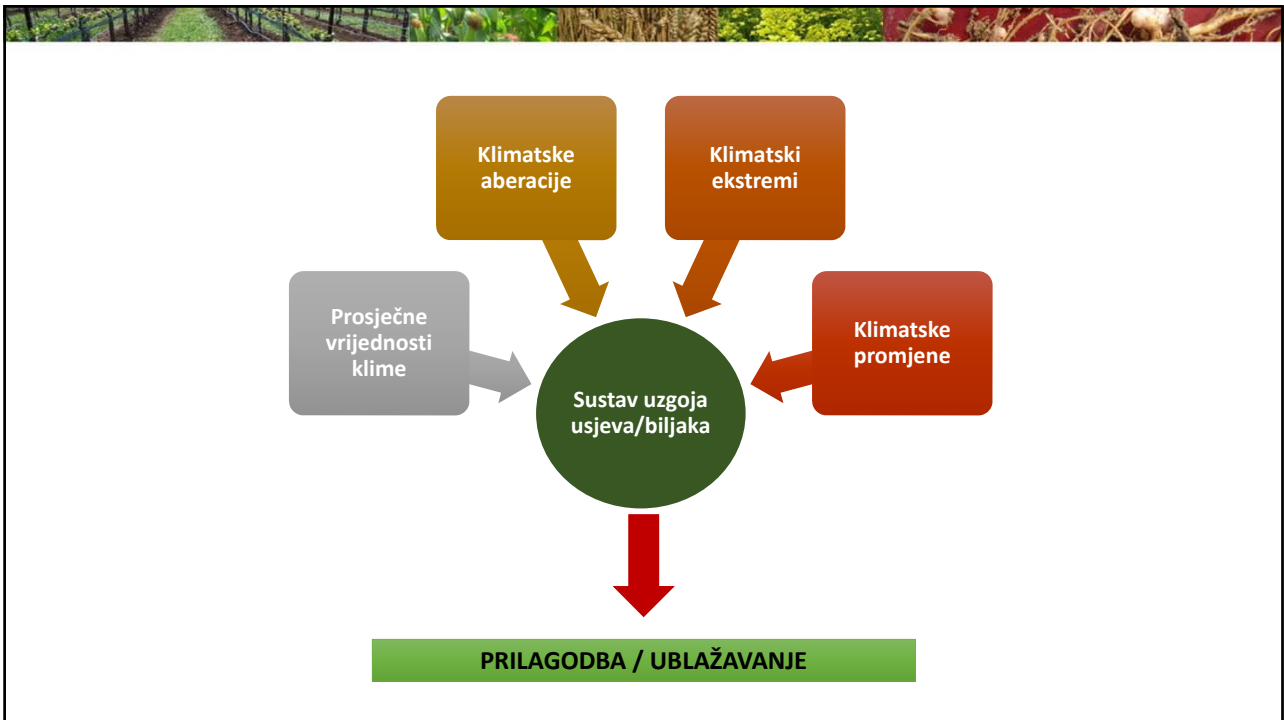 Klimatske
aberacije
Klimatski
ekstremi
Prosječne
vrijednosti
klime
Klimatske
promjene
Sustav uzgoja
usjeva/biljaka
PRILAGODBA / UBLAŽAVANJE